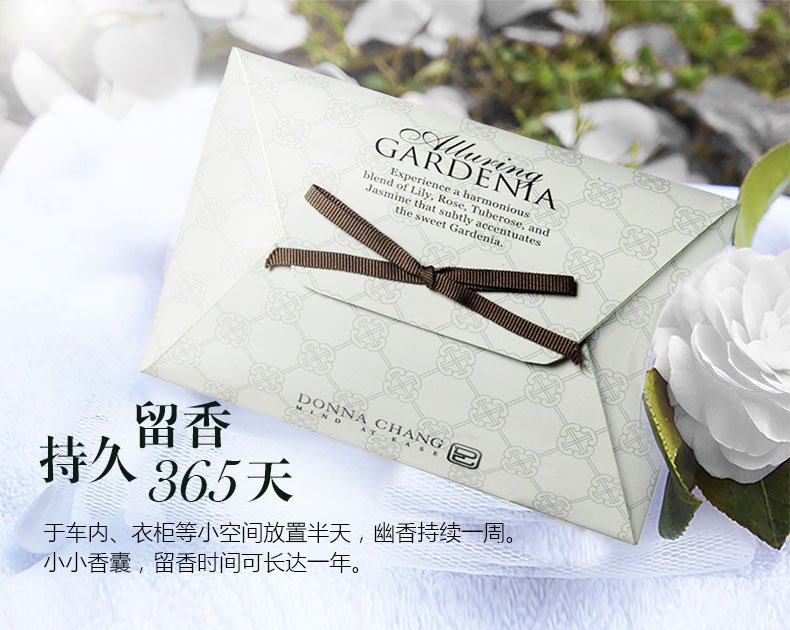 Alluring
GARDENIA
Experience a harmonious
blend of Lily, Rose, Tuberose, and
Jasmine that subtly accentuates
the sweet Gardenia.
DONNA CHANG
MIND AT EASE
持久留香
365天
于车内、衣柜等小空间放置半天，幽香持续一周。
小小香囊，留香时间可长达一年。